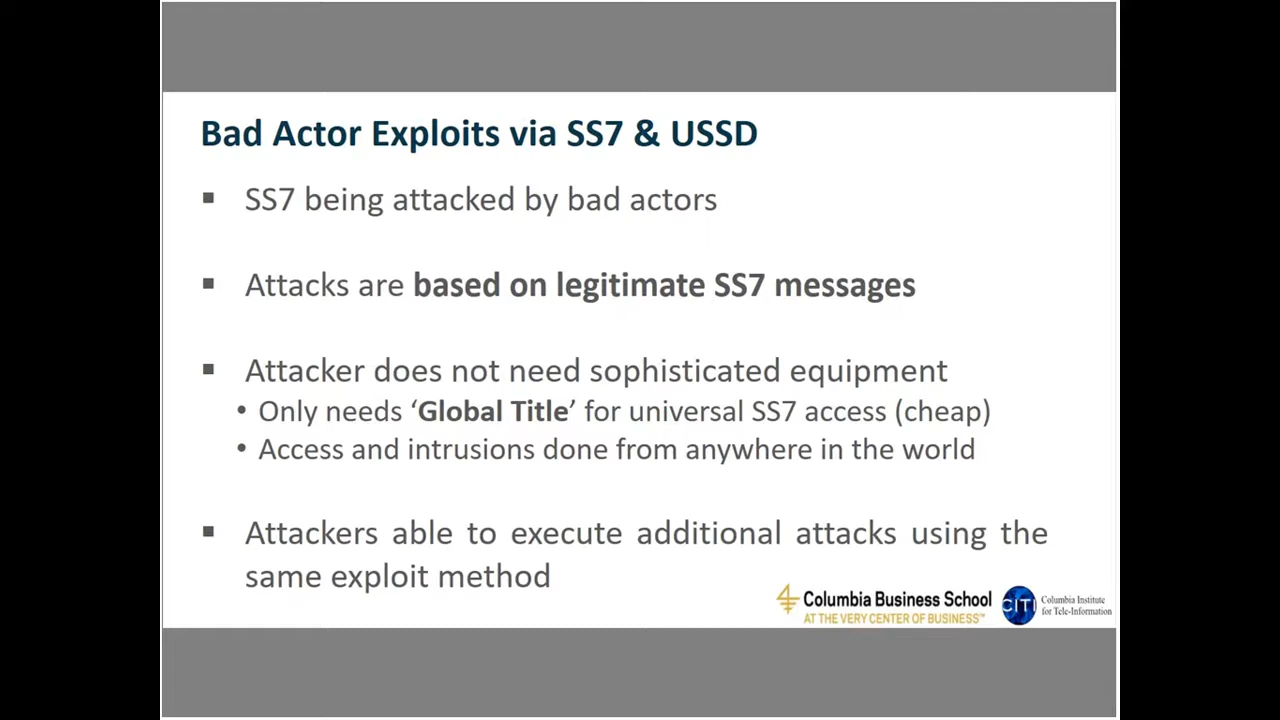 Bad Actor Exploits via SS7 & USSD
▪ SS7 being attacked by bad actors
▪ Attacks are based on legitimate SS7 messages
▪ Attacker does not need sophisticated equipment
• Only needs ‘Global Title’ for universal SS7 access (cheap)
• Access and intrusions done from anywhere in the world
▪ Attackers able to execute additional attacks using the
same exploit method
Columbia Business School
AT THE VERY CENTER OF BUSINESS™
CITI
Columbia Institute
for Tele-Information